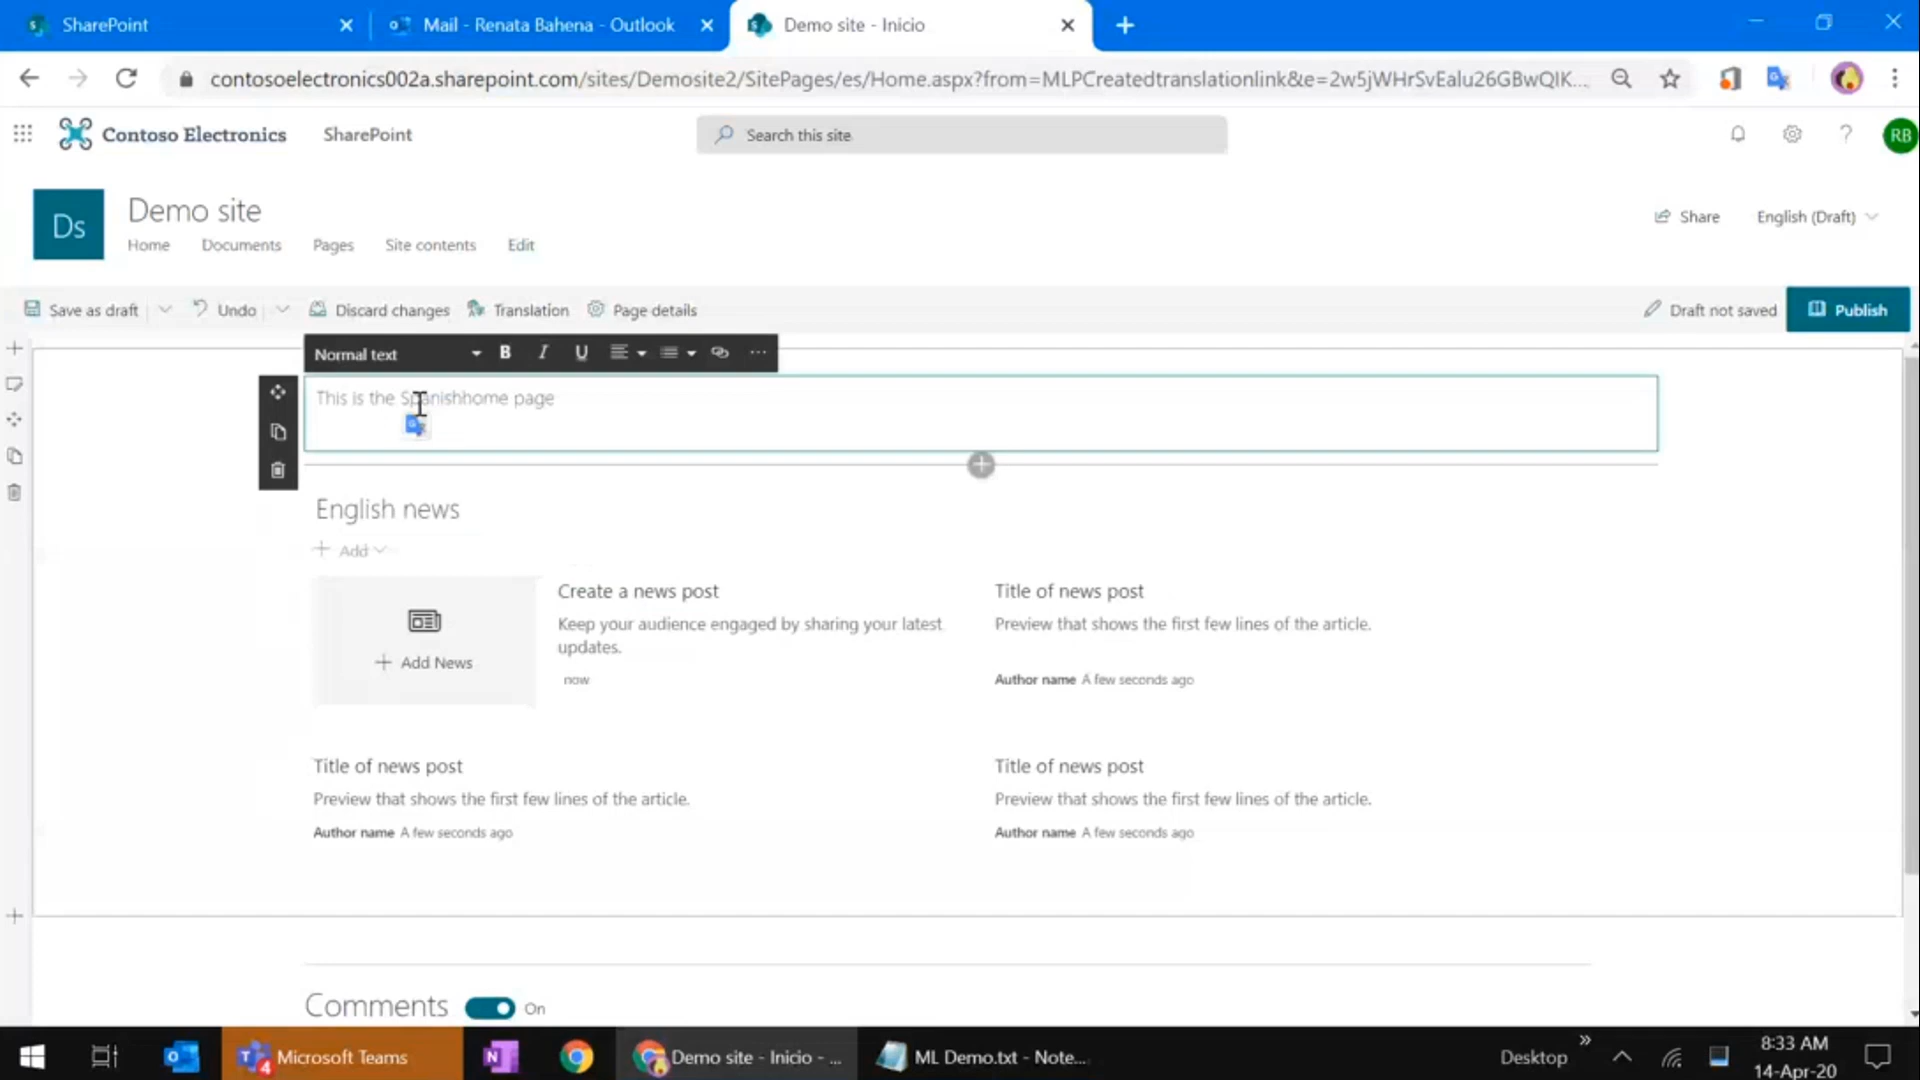 SharePoint
Mail - Renata Bahena - Outlook
Demo site - Inicio
contosoelectronics002a.sharepoint.com/sites/Demosite2/SitePages/es/Home.aspx?from=MLPCreatedtranslationlink&e=2w5jWHrSvEalu26GBwQIK...
Contoso Electronics
SharePoint
Search this site
?
RB
Ds
Demo site
Home
Documents
Pages
Site contents
Edit
Share
English (Draft)
Save as draft
Undo
Discard changes
Translation
Page details
Draft not saved
Publish
Normal text
B
I
U
...
This is the Spanishhome page
English news
+ Add
+ Add News
Create a news post
Keep your audience engaged by sharing your latest
updates.
now
Title of news post
Preview that shows the first few lines of the article.
Author name A few seconds ago
Title of news post
Preview that shows the first few lines of the article.
Author name A few seconds ago
Title of news post
Preview that shows the first few lines of the article.
Author name A few seconds ago
Comments
On
4
Microsoft Teams
Demo site - Inicio - ...
ML Demo.txt - Note...
Desktop
8:33 AM
14-Apr-20